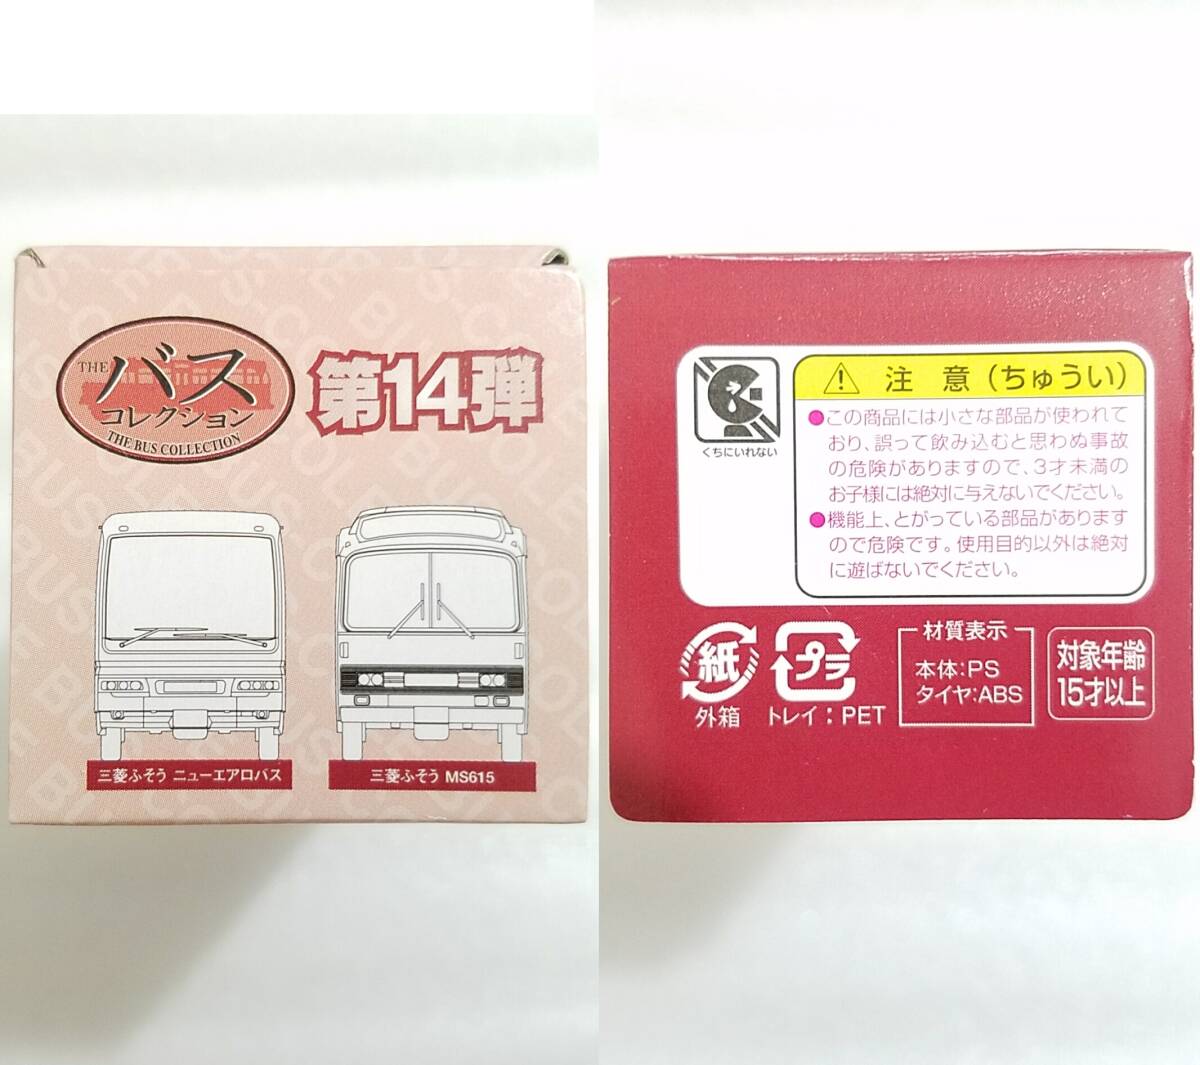 THE バス
コレクション
THE BUS COLLECTION
第14弾
三菱ふそう ニューエアロバス
三菱ふそう MS615
くちにいれない
注 意 (ちゅうい)
●この商品には小さな部品が使われて
おり、誤って飲み込むと思わぬ事故
の危険がありますので、3才未満の
お子様には絶対に与えないでください。
●機能上、とがっている部品があります
ので危険です。使用目的以外は絶対
に遊ばないでください。
紙
外箱
プラ
トレイ：PET
材質表示
本体：PS
タイヤ：ABS
対象年齢
15才以上